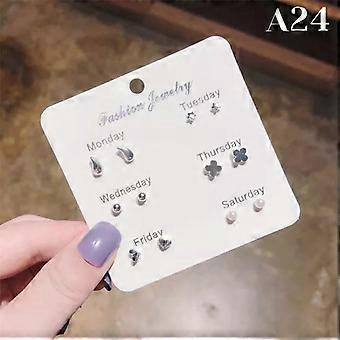 A24
Fashion Jewelry
Tuesday
Monday
Thursday
Wednesday
Saturday
Friday